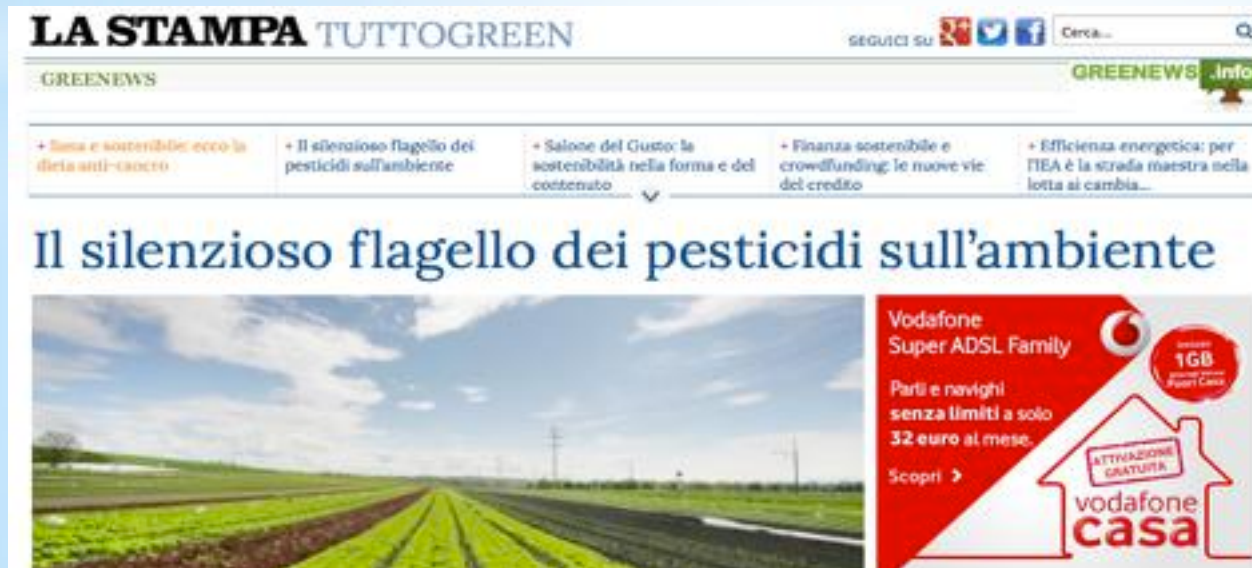 LA STAMPA TUTTOGREEN
SEGUICI SU
Cerca...
GREENEWS
GREENEWS .info
+ Sana e sostenibile: ecco la
dieta anti-cancro
+ Il silenzioso flagello dei
pesticidi sull'ambiente
+ Salone del Gusto: la
sostenibilità nella forma e del
contenuto
+ Finanza sostenibile e
crowdfunding: le nuove vie
del credito
+ Efficienza energetica: per
l'IEA è la strada maestra nella
lotta ai cambia...
Il silenzioso flagello dei pesticidi sull'ambiente
Vodafone
Super ADSL Family
Parti e navighi
senza limiti a solo
32 euro al mese.
Scopri
1GB
Fuori Casa
ATTIVAZIONE
GRATUITA
vodafone
casa